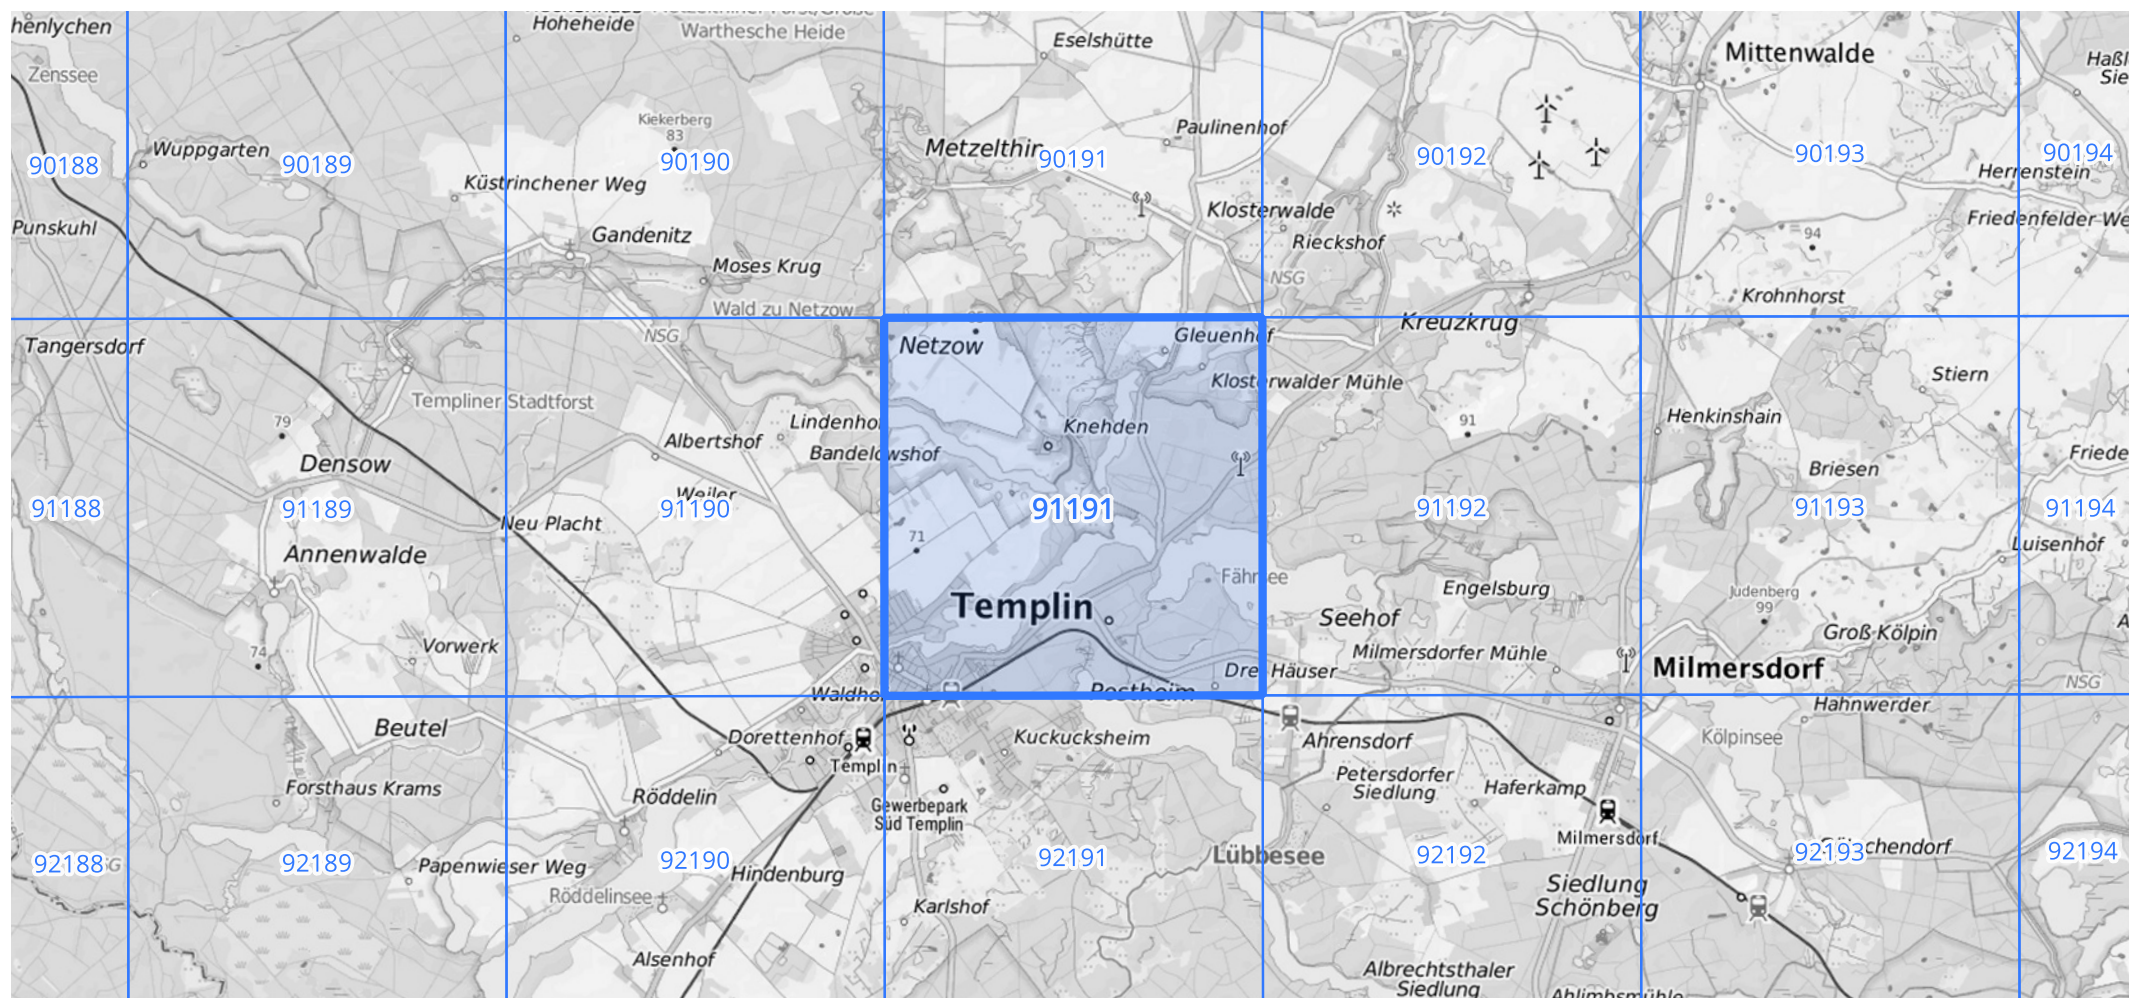 henlychen
Hoheheide
Warthesche Heide
Eselshütte
Mittenwalde
Zenssee
Haßl
Sie
Kiekerberg
83
Paulinenhof
Wuppgarten
Metzelthin
90188
90189
90190
90191
90192
90193
90194
Küstrinchener Weg
Herrenstein
Klosterwalde
Friedenfelder We
Punskuhl
Gandenitz
Rieckshof
94
Moses Krug
NSG
Krohnhorst
Wald zu Netzow
Kreuzkrug
NSG
Tangersdorf
Netzow
Gleuenhof
Stiern
Klosterwalder Mühle
Templiner Stadtforst
Henkinshain
79
Lindenhof
Albertshof
Knehden
91
Bandelowshof
Friede
Densow
Briesen
Weiler
91188
91189
91190
91191
91192
91193
91194
Neu Placht
71
Luisenhof
Annenwalde
Fährsee
Engelsburg
Judenberg
99
Templin
Seehof
Groß Kölpin
Vorwerk
74
Milmersdorfer Mühle
Milmersdorf
Drei Häuser
NSG
Waldhof
Postheim
Hahnwerder
Beutel
Dorettenhof
Kuckucksheim
Ahrensdorf
Kölpinsee
Templin
Petersdorfer
Siedlung
Forsthaus Krams
Haferkamp
Röddelin
Gewerbepark
Süd Templin
Milmersdorf
Götschendorf
92188
92189
92190
92191
92192
92193
92194
SG
Papenwieser Weg
Hindenburg
Lübbesee
Röddelinsee
Siedlung
Schönberg
Karlshof
Alsenhof
Albrechtsthaler
Siedlung
Ahlimbsmühle